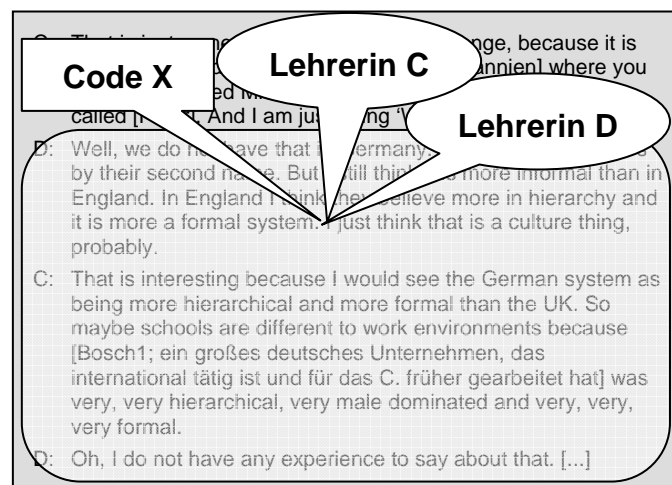 C: That is just because it is
Code X
Lehrerin C
where you
called And I am
Lehrerin D
D: Well, we do not have that
by their second name. But I still think more informal than in
England. In England I think they believe more in hierarchy and
it is more a formal system. I just think that is a culture thing,
probably.
C: That is interesting because I would see the German system as
being more hierarchical and more formal than the UK. So
maybe schools are different to work environments because
[Bosch1; ein großes deutsches Unternehmen, das
international tätig ist und für das C. früher gearbeitet hat] was
very, very hierarchical, very male dominated and very, very,
very formal.
D: Oh, I do not have any experience to say about that. [...]